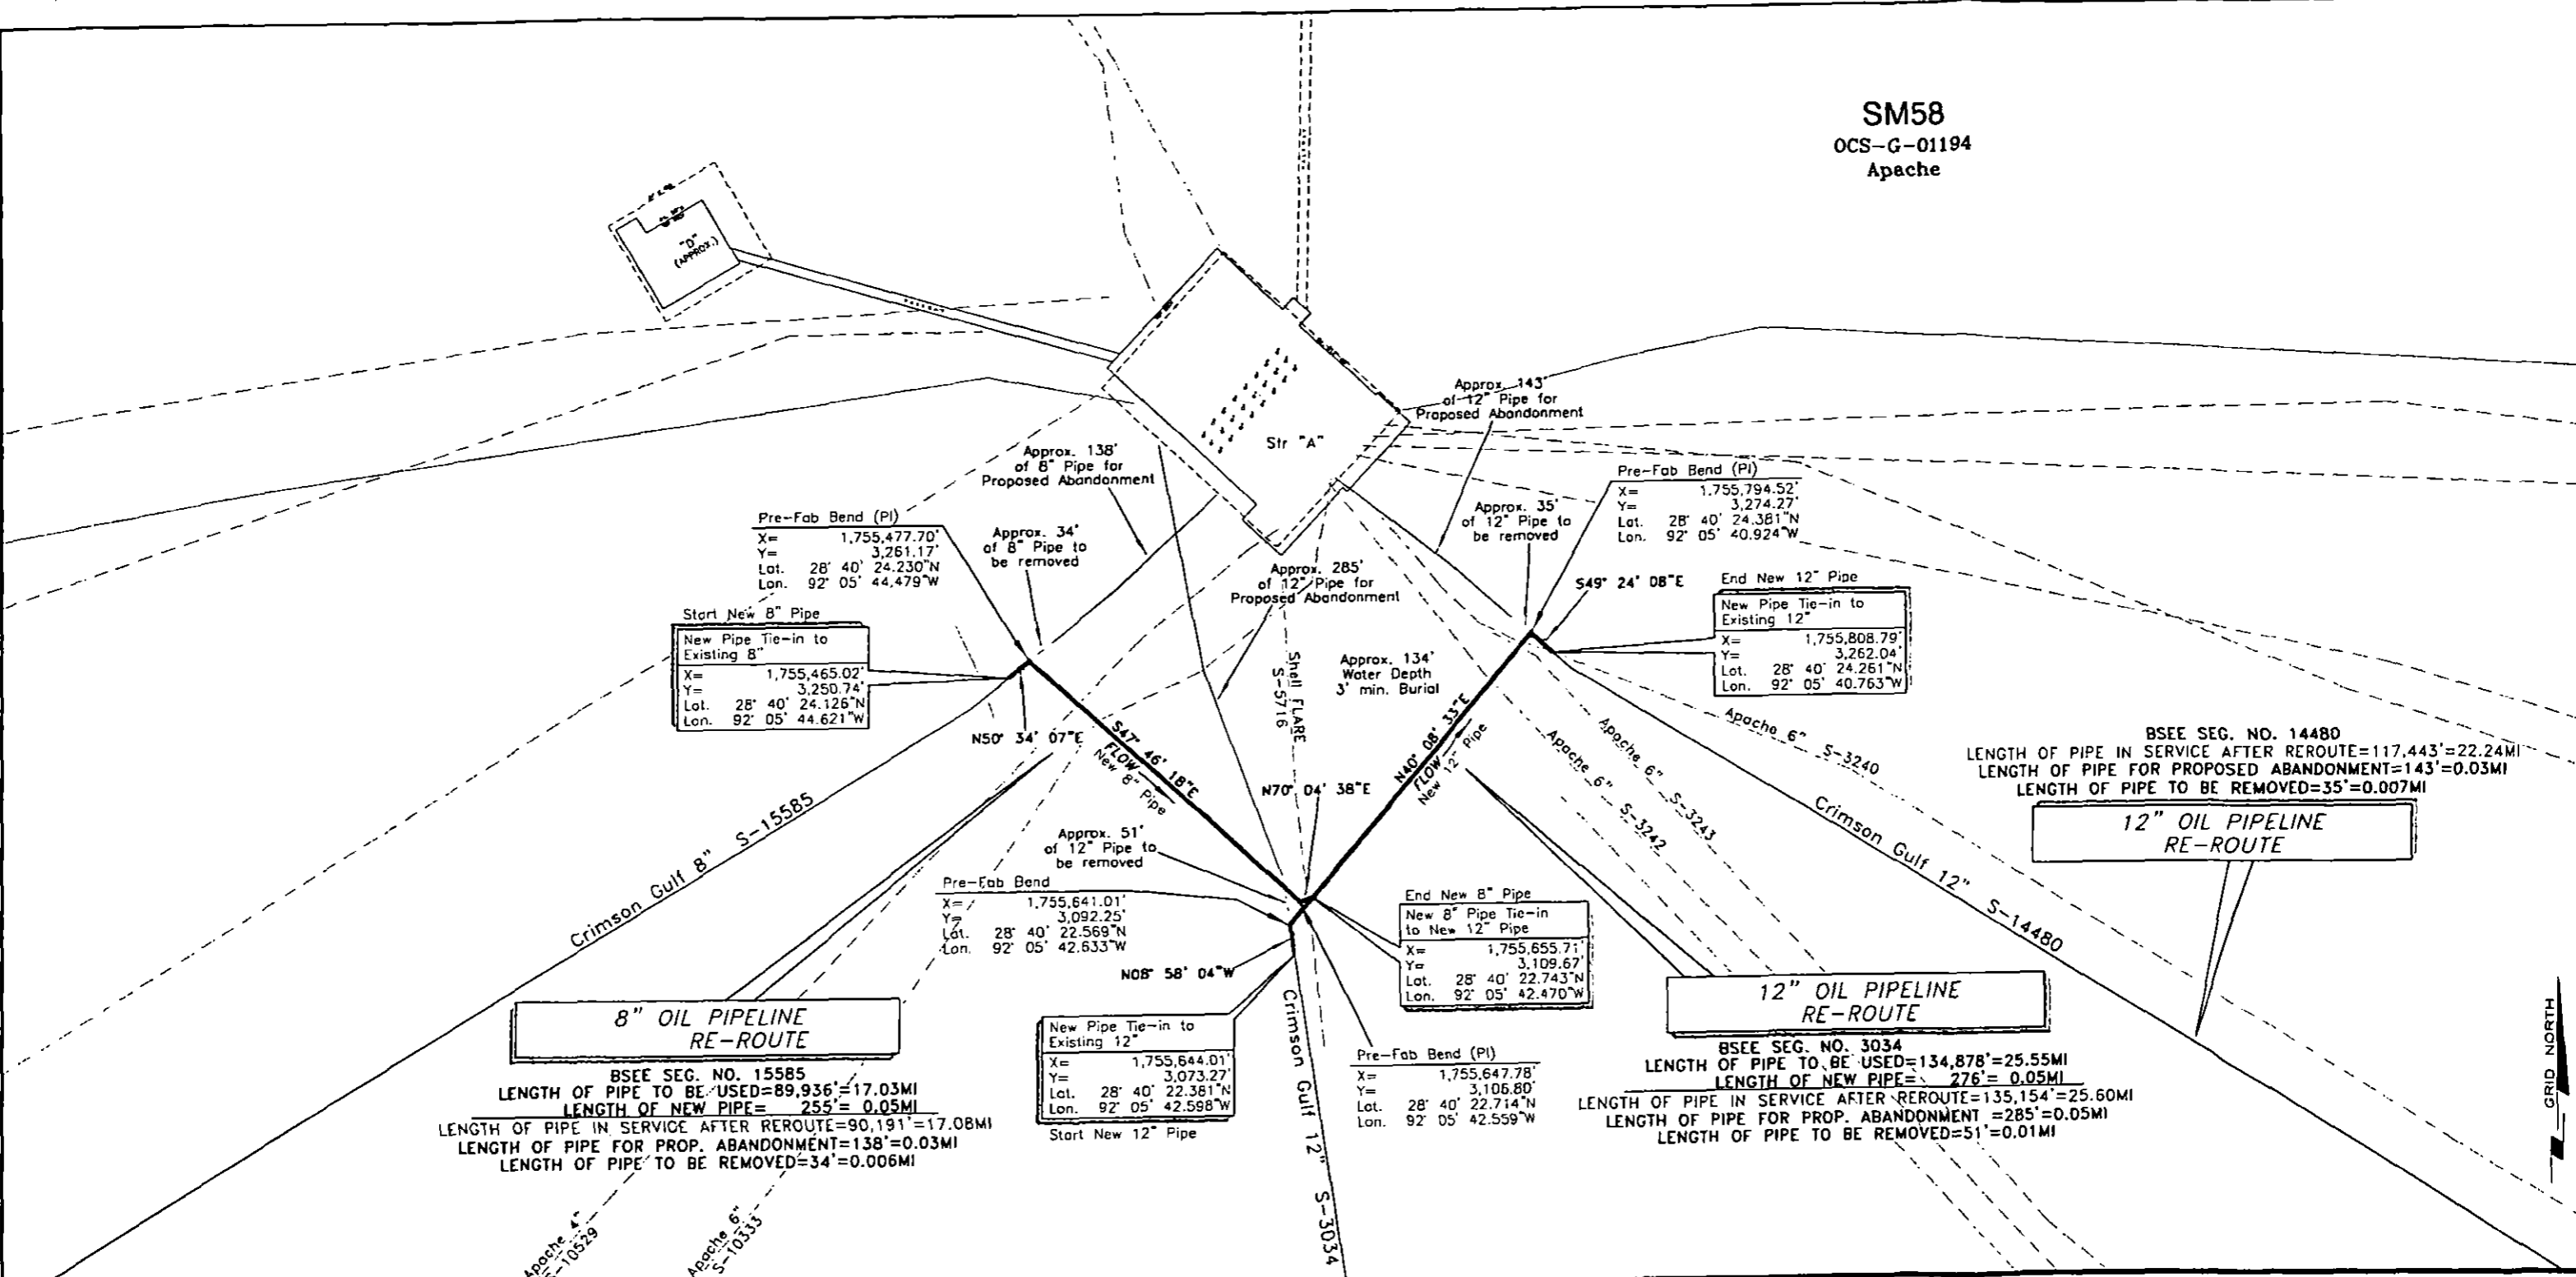 SM58
OCS-G-01194
Apache
"D"
(APPROX.)
Str "A"
Approx. 143'
of 12" Pipe for
Proposed Abandonment
Approx. 138'
of 8" Pipe for
Proposed Abandonment
Pre-Fab Bend (PI)
X= 1,755,477.70'
Y= 3,261.17'
Lat. 28° 40' 24.230"N
Lon. 92° 05' 44.479"W
Approx. 34'
of 8" Pipe to
be removed
Approx. 35'
of 12" Pipe to
be removed
Pre-Fab Bend (PI)
X= 1,755,794.52'
Y= 3,274.27'
Lat. 28° 40' 24.381"N
Lon. 92° 05' 40.924"W
Approx. 285'
of 12" Pipe for
Proposed Abandonment
S49° 24' 08"E
End New 12" Pipe
New Pipe Tie-in to
Existing 12"
X= 1,755,808.79'
Y= 3,262.04'
Lat. 28° 40' 24.261"N
Lon. 92° 05' 40.763"W
Start New 8" Pipe
New Pipe Tie-in to
Existing 8"
X= 1,755,465.02'
Y= 3,250.74'
Lat. 28° 40' 24.126"N
Lon. 92° 05' 44.621"W
N50° 34' 07"E
Shell FLARE
S-5716
Approx. 134'
Water Depth
3' min. Burial
S47° 46' 18"E
FLOW
New 8" Pipe
N40° 08' 33"E
FLOW
New 12" Pipe
N70° 04' 38"E
Apache 6" S-3240
Apache 6" S-3243
Apache 6" S-3242
Crimson Gulf 8" S-15585
Crimson Gulf 12" S-14480
BSEE SEG. NO. 14480
LENGTH OF PIPE IN SERVICE AFTER REROUTE=117,443'=22.24MI
LENGTH OF PIPE FOR PROPOSED ABANDONMENT=143'=0.03MI
LENGTH OF PIPE TO BE REMOVED=35'=0.007MI
12" OIL PIPELINE
RE-ROUTE
Approx. 51'
of 12" Pipe to
be removed
Pre-Fab Bend
X= 1,755,641.01'
Y= 3,092.25'
Lat. 28° 40' 22.569"N
Lon. 92° 05' 42.633"W
N08° 58' 04"W
End New 8" Pipe
New 8" Pipe Tie-in
to New 12" Pipe
X= 1,755,655.71'
Y= 3,109.67'
Lat. 28° 40' 22.743"N
Lon. 92° 05' 42.470"W
8" OIL PIPELINE
RE-ROUTE
BSEE SEG. NO. 15585
LENGTH OF PIPE TO BE USED=89,936'=17.03MI
LENGTH OF NEW PIPE= 255'= 0.05MI
LENGTH OF PIPE IN SERVICE AFTER REROUTE=90,191'=17.08MI
LENGTH OF PIPE FOR PROP. ABANDONMENT=138'=0.03MI
LENGTH OF PIPE TO BE REMOVED=34'=0.006MI
New Pipe Tie-in to
Existing 12"
X= 1,755,644.01'
Y= 3,073.27'
Lat. 28° 40' 22.381"N
Lon. 92° 05' 42.598"W
Start New 12" Pipe
Crimson Gulf 12" S-3034
Pre-Fab Bend (PI)
X= 1,755,647.78'
Y= 3,106.80'
Lat. 28° 40' 22.714"N
Lon. 92° 05' 42.559"W
12" OIL PIPELINE
RE-ROUTE
BSEE SEG. NO. 3034
LENGTH OF PIPE TO BE USED=134,878'=25.55MI
LENGTH OF NEW PIPE= 276'= 0.05MI
LENGTH OF PIPE IN SERVICE AFTER REROUTE=135,154'=25.60MI
LENGTH OF PIPE FOR PROP. ABANDONMENT =285'=0.05MI
LENGTH OF PIPE TO BE REMOVED=51'=0.01MI
GRID NORTH
Apache 4"
S-10529
Apache 6"
S-10333